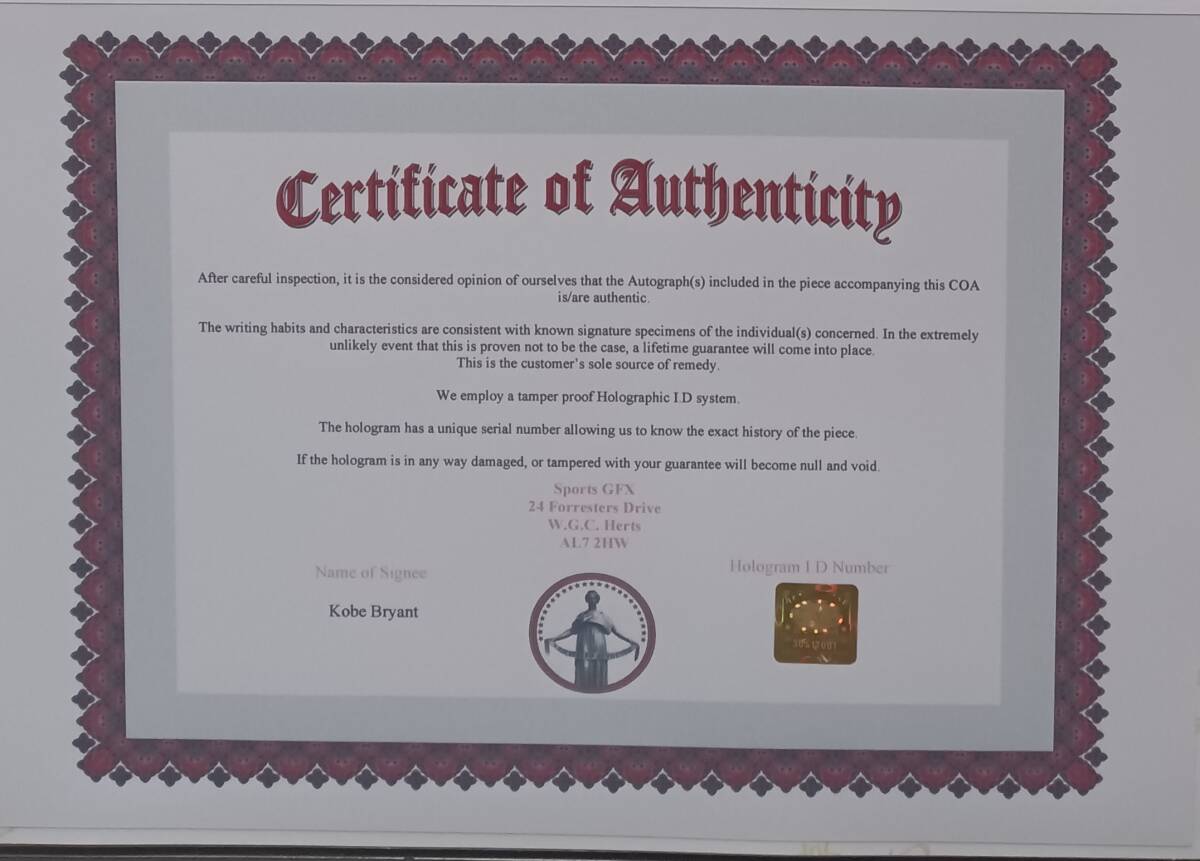 Certificate of Authenticity
After careful inspection, it is the considered opinion of ourselves that the Autograph(s) included in the piece accompanying this COA
is/are authentic.
The writing habits and characteristics are consistent with known signature specimens of the individual(s) concerned. In the extremely
unlikely event that this is proven not to be the case, a lifetime guarantee will come into place.
This is the customer's sole source of remedy.
We employ a tamper proof Holographic I.D system.
The hologram has a unique serial number allowing us to know the exact history of the piece.
If the hologram is in any way damaged, or tampered with your guarantee will become null and void.
Sports GFX
24 Forresters Drive
W.G.C. Herts
AL7 2HW
Name of Signee
Hologram I D Number
Kobe Bryant